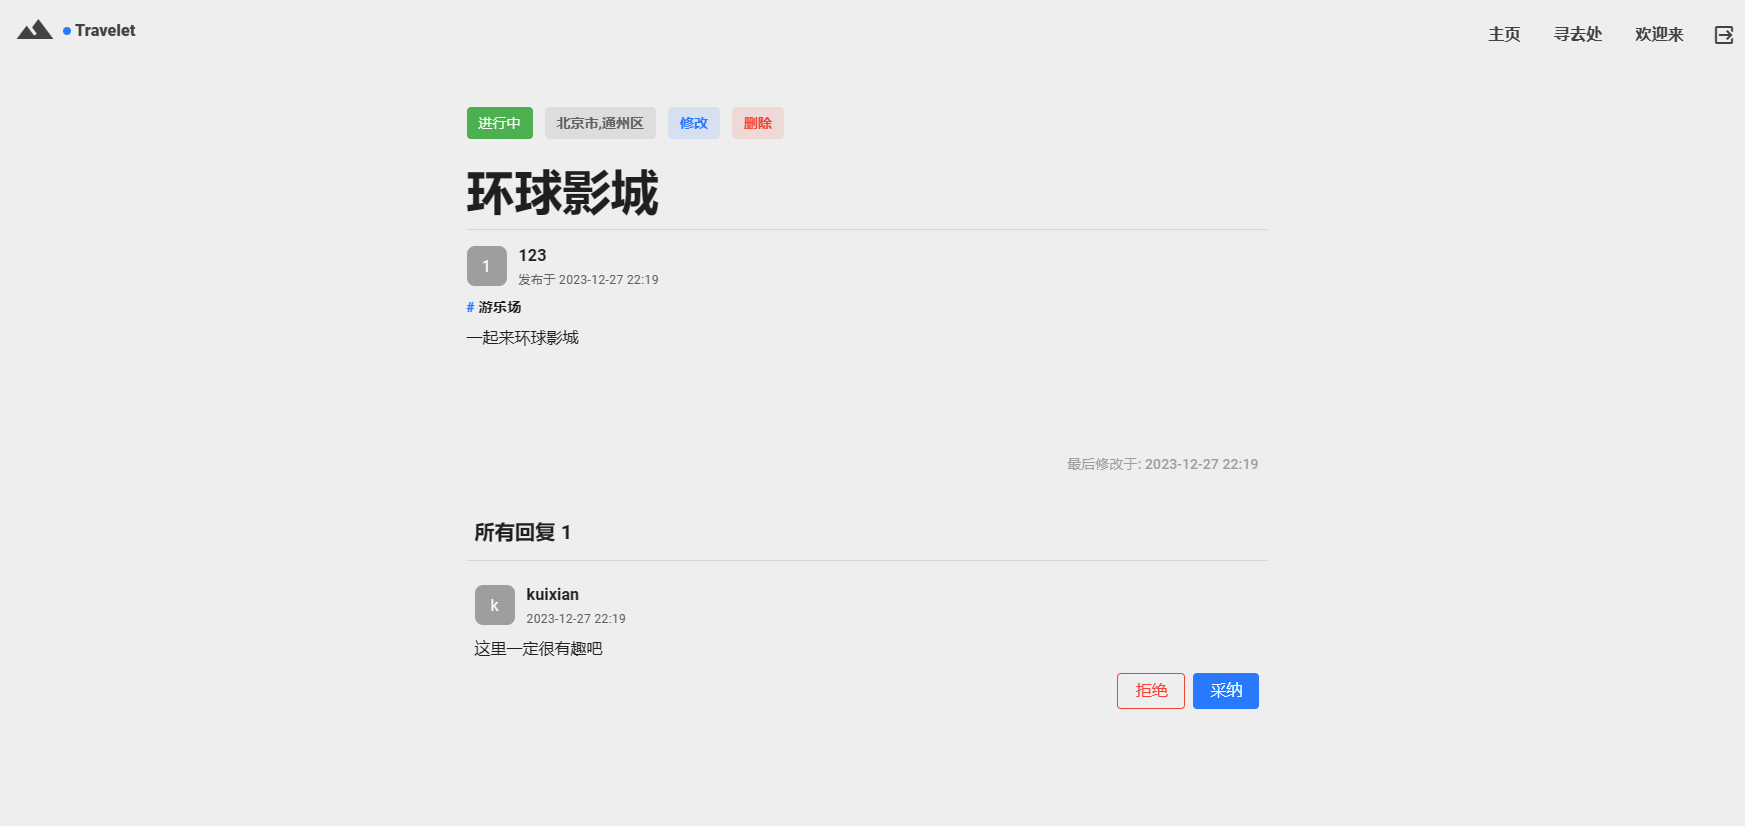 Travelet
主页 寻去处 欢迎来
进行中 北京市,通州区 修改 删除
环球影城
1
123
发布于 2023-12-27 22:19
# 游乐场
一起来环球影城
最后修改于: 2023-12-27 22:19
所有回复 1
k
kuixian
2023-12-27 22:19
这里一定很有趣吧
拒绝 采纳